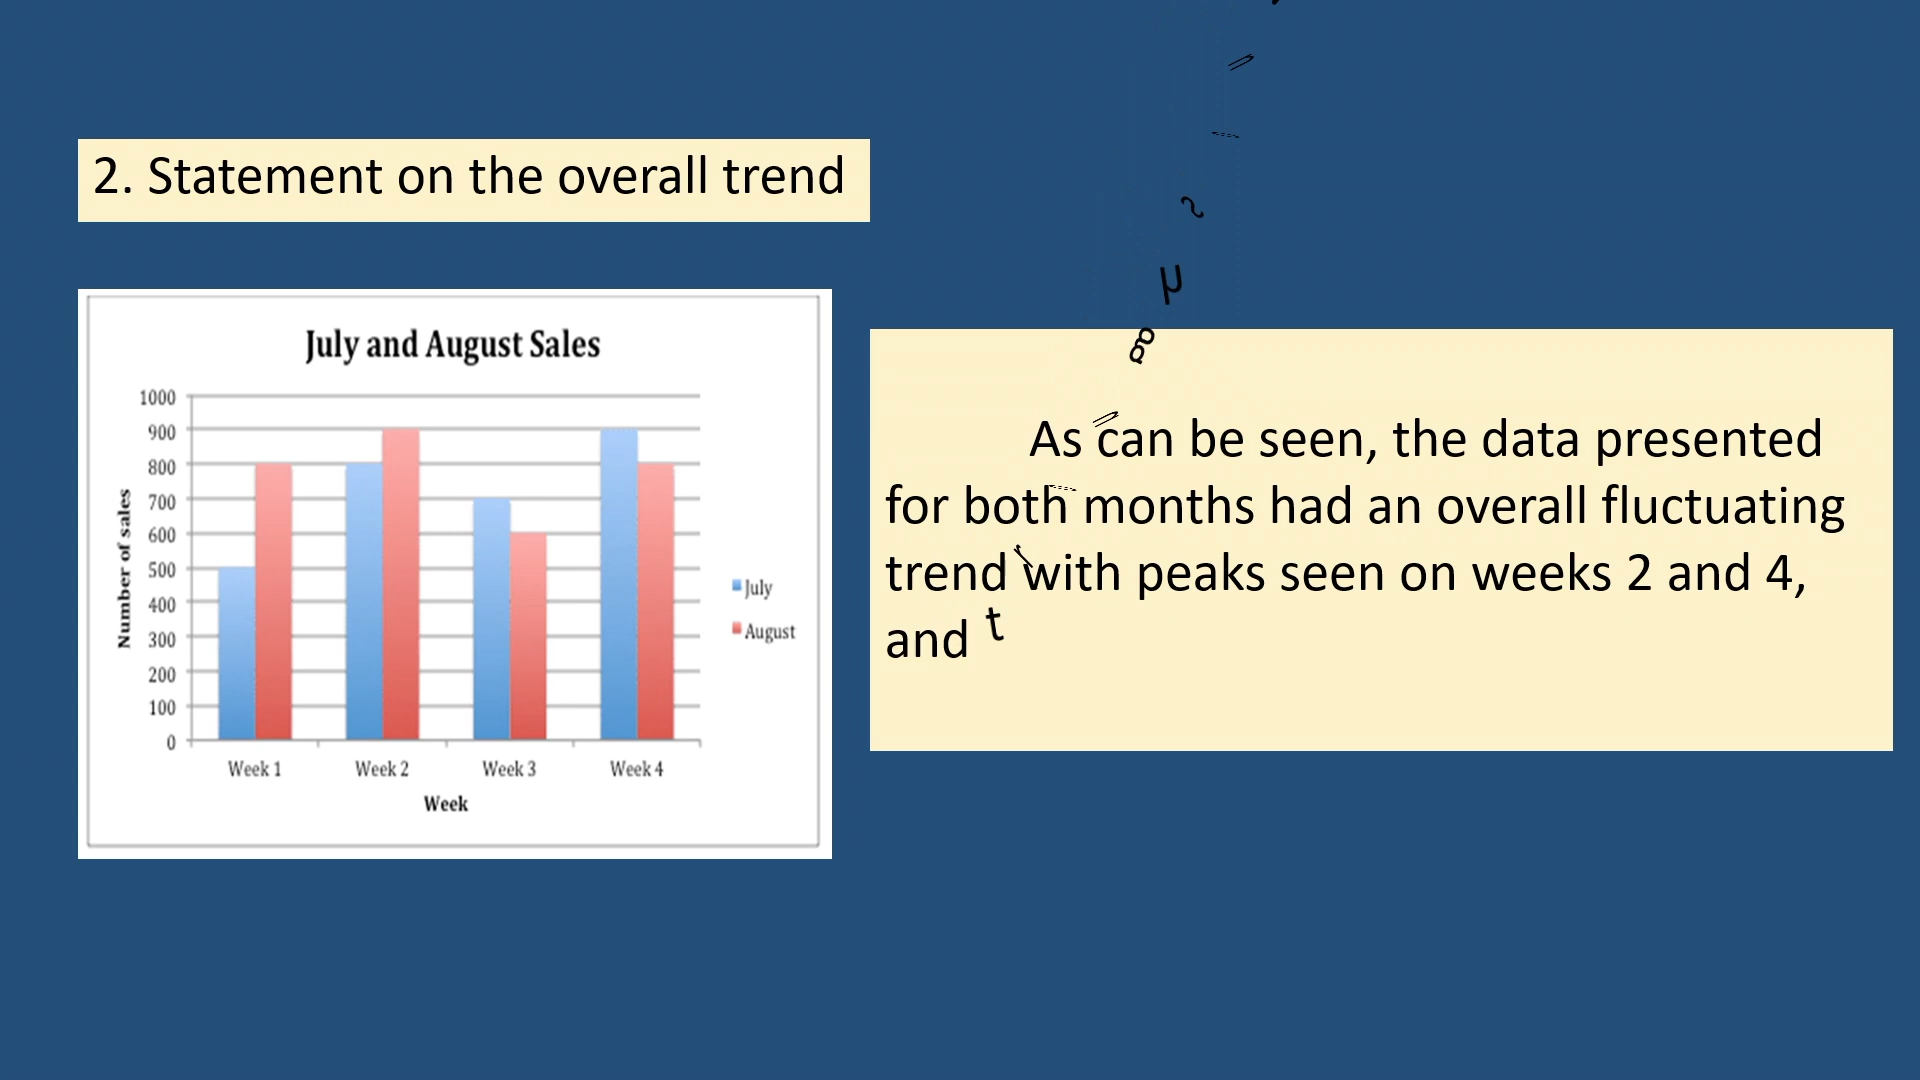 2. Statement on the overall trend
July and August Sales
1000
900
800
700
600
500
400
300
200
100
0
Number of sales
Week 1 Week 2 Week 3 Week 4
Week
July
August
As can be seen, the data presented
for both months had an overall fluctuating
trend with peaks seen on weeks 2 and 4,
and t